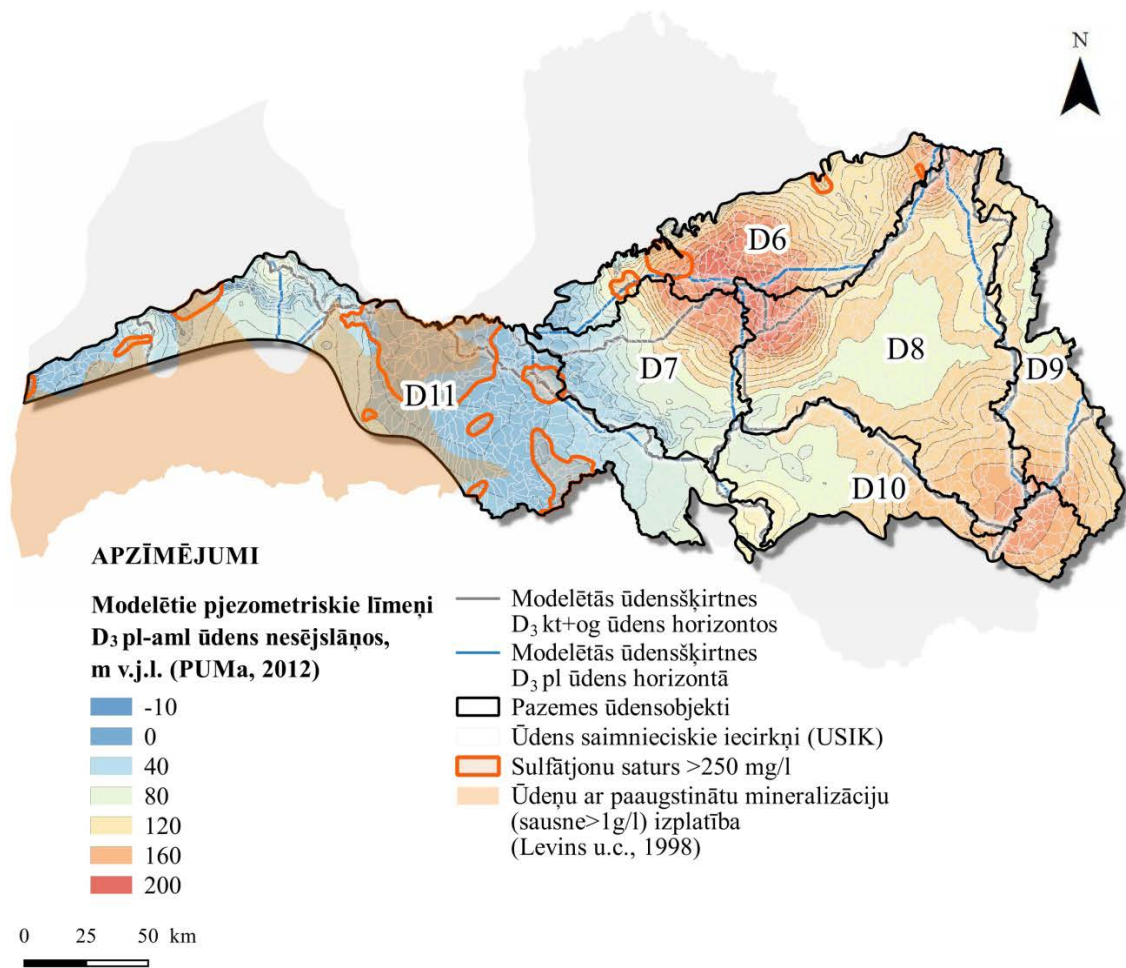 N
D6
D7
D8
D9
D11
D10
APZĪMĒJUMI
Modelētie pjezometriskie līmeņi
D₃ pl-aml ūdens nesējslāņos,
m v.j.l. (PUMa, 2012)
-10
0
40
80
120
160
200
Modelētās ūdensšķirtnes
D₃ kt+og ūdens horizontos
Modelētās ūdensšķirtnes
D₃ pl ūdens horizontā
Pazemes ūdensobjekti
Ūdens saimnieciskie iecirkņi (USIK)
Sulfātjonu saturs >250 mg/l
Ūdeņu ar paaugstinātu mineralizāciju
(sausne>1g/l) izplatība
(Levins u.c., 1998)
0 25 50 km